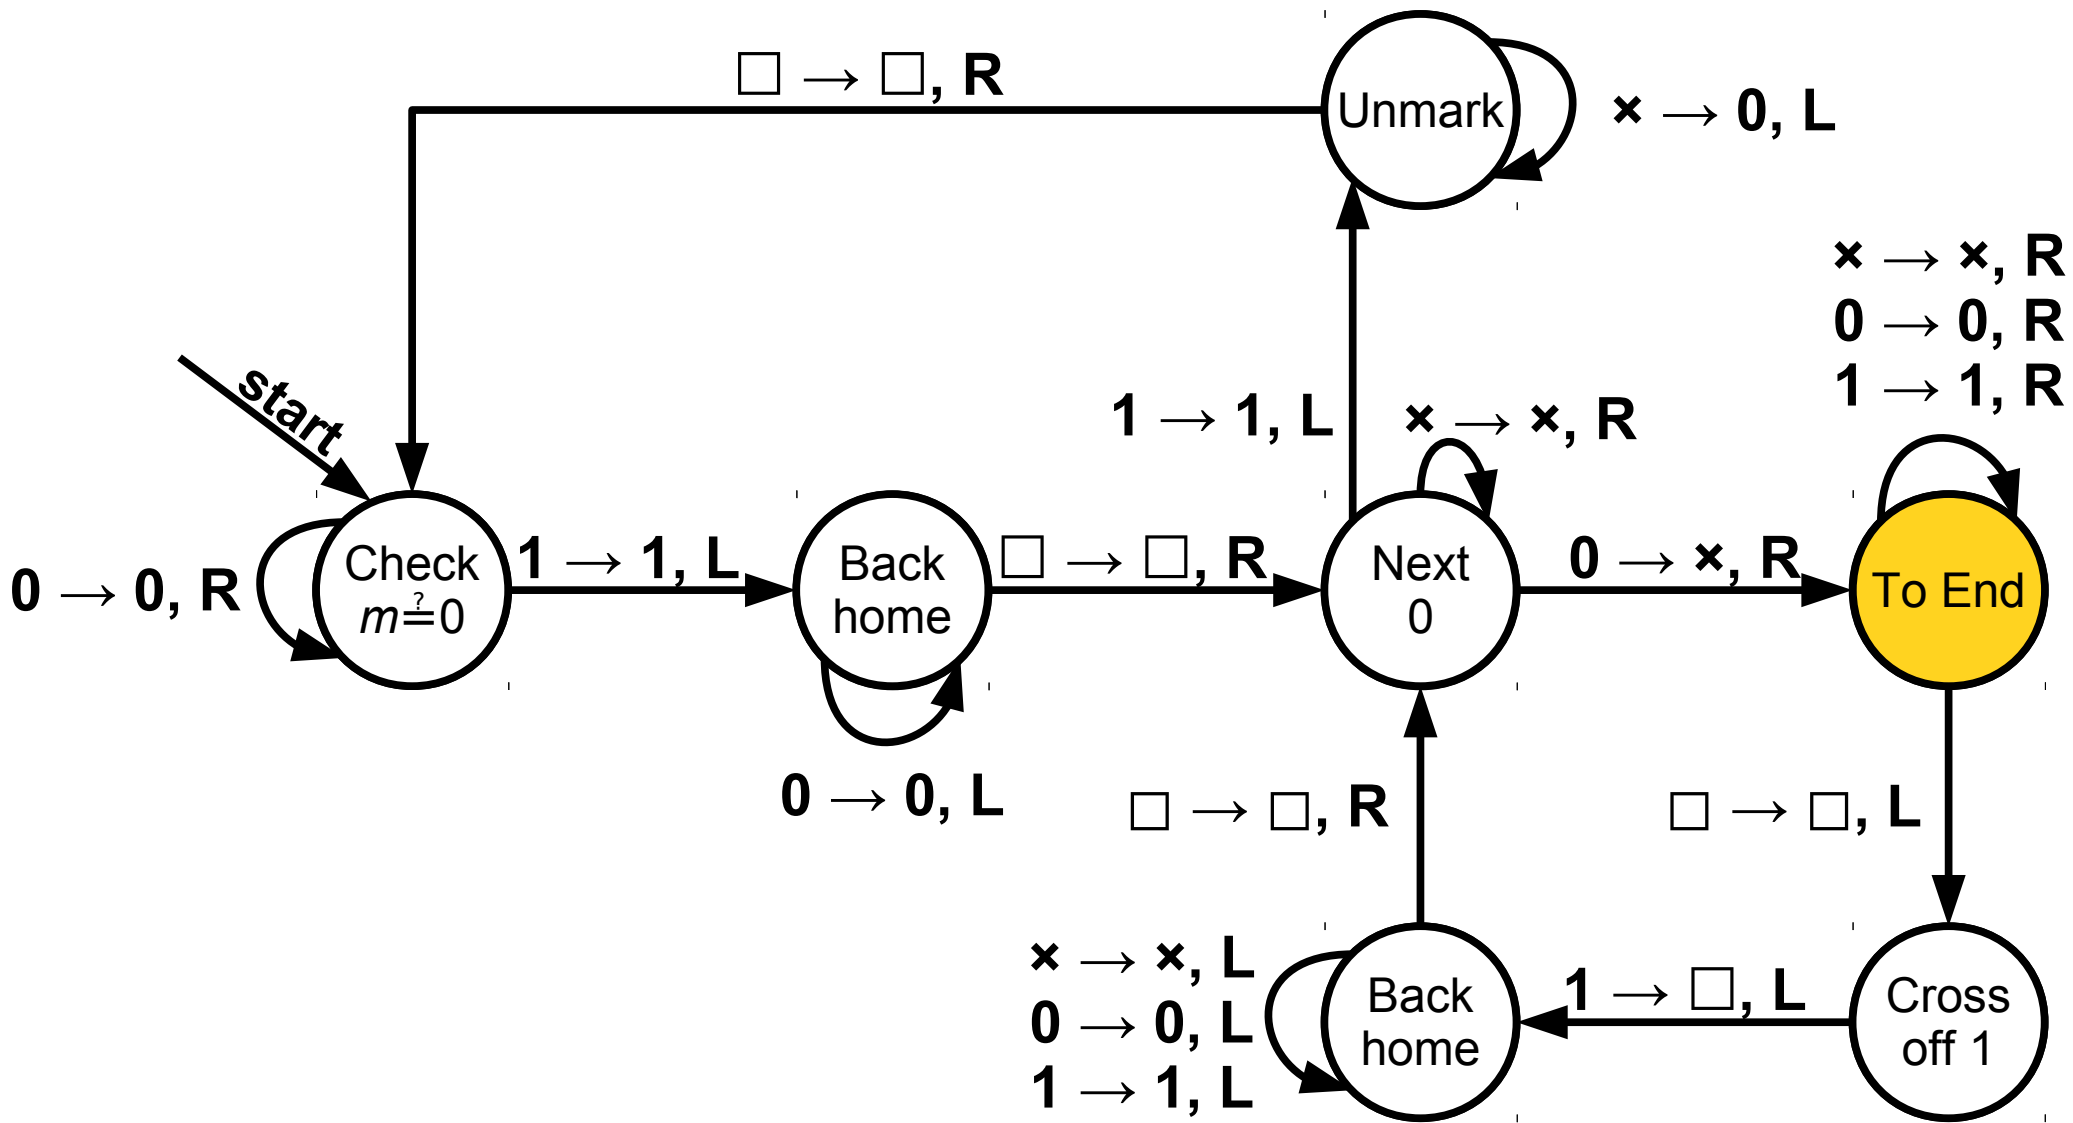 □ → □, R
Unmark
× → 0, L
× → ×, R
0 → 0, R
1 → 1, R
start
1 → 1, L
× → ×, R
0 → 0, R
Check
m ≟ 0
1 → 1, L
Back
home
□ → □, R
Next
0
0 → ×, R
To End
0 → 0, L
□ → □, R
□ → □, L
× → ×, L
0 → 0, L
1 → 1, L
Back
home
1 → □, L
Cross
off 1